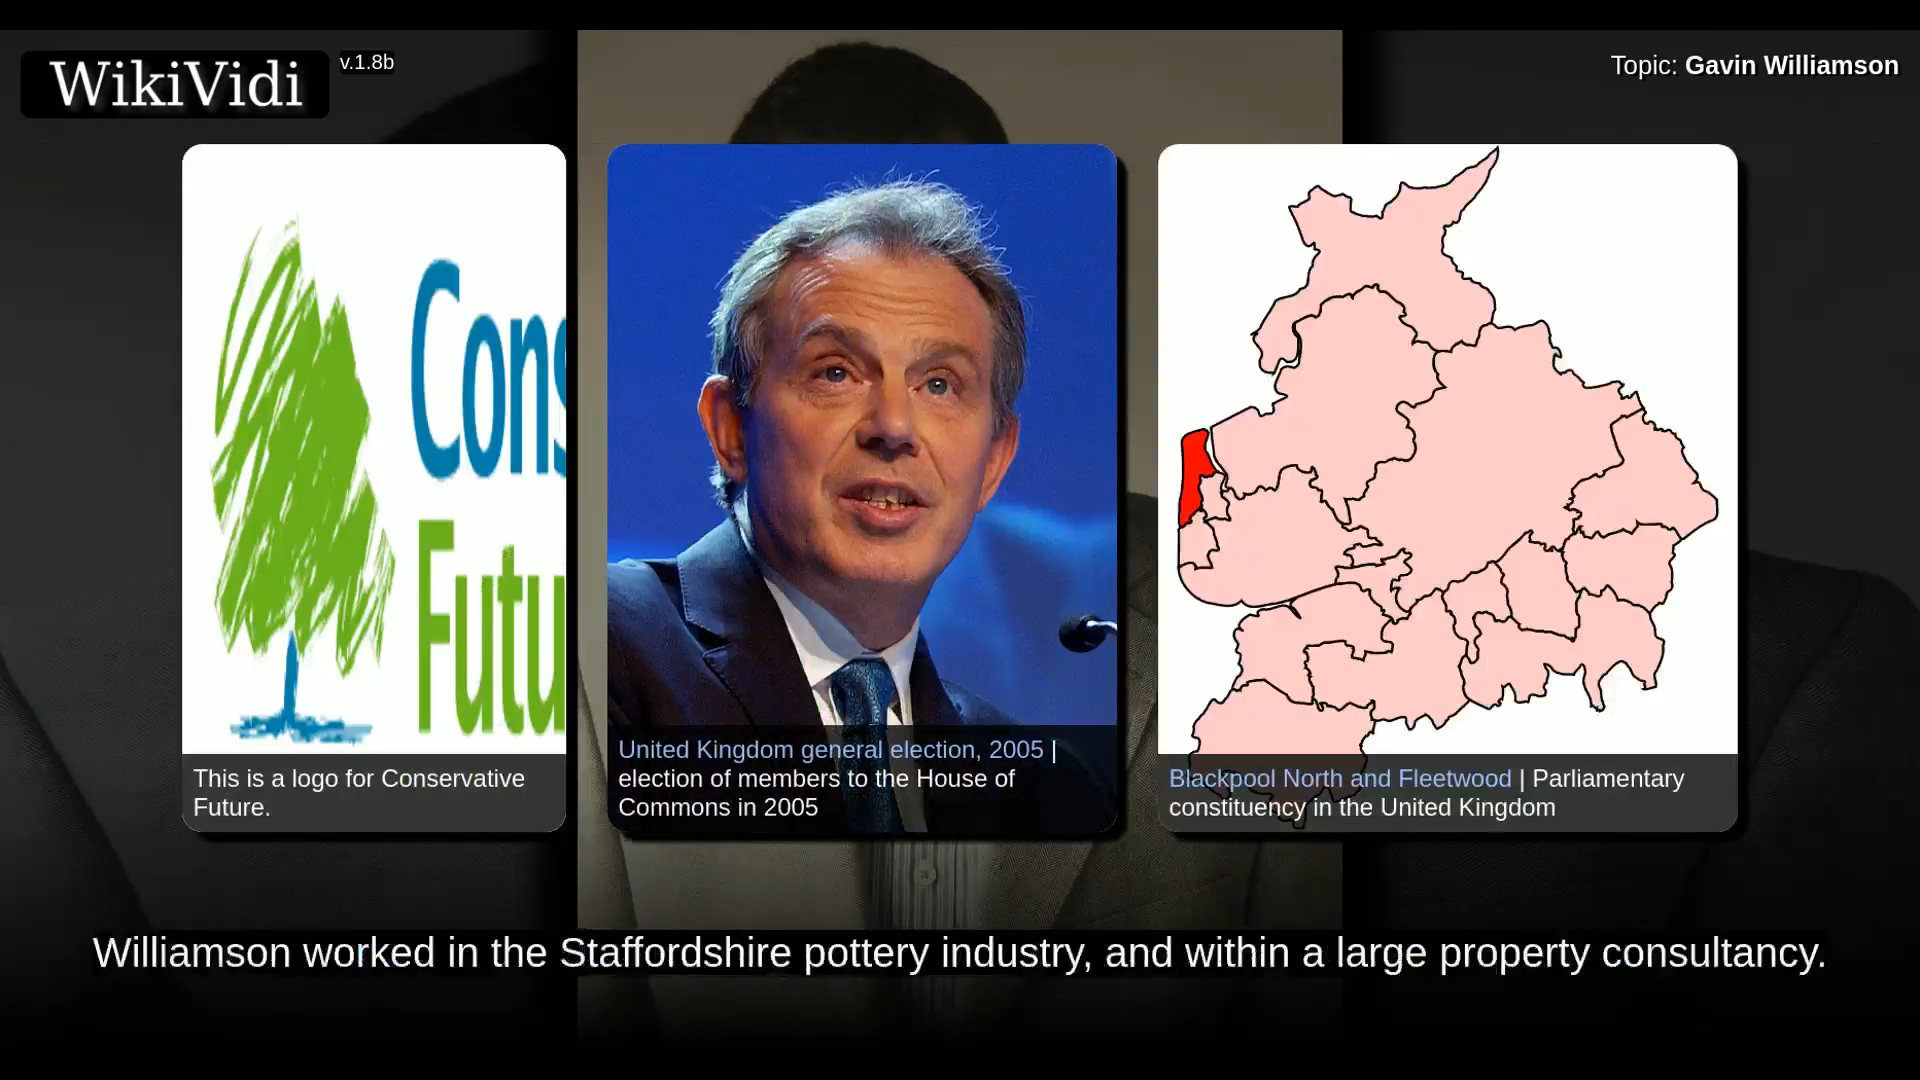 WikiVidi
v.1.8b
Topic: Gavin Williamson
Cons
Futu
This is a logo for Conservative
Future.
United Kingdom general election, 2005 |
election of members to the House of
Commons in 2005
Blackpool North and Fleetwood | Parliamentary
constituency in the United Kingdom
Williamson worked in the Staffordshire pottery industry, and within a large property consultancy.